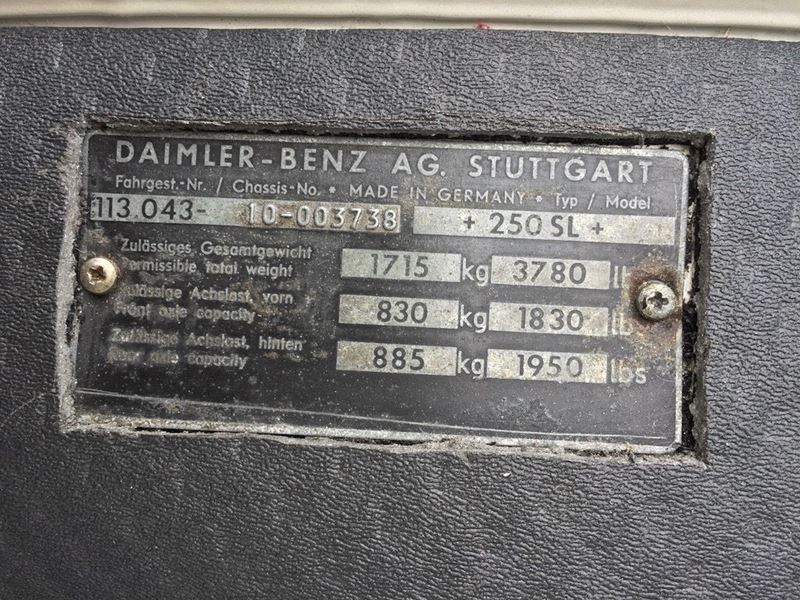 DAIMLER-BENZ AG. STUTTGART
Fahrgest.-Nr. / Chassis-No. * MADE IN GERMANY * Typ / Model
113.043- 10-003738 + 250 SL +
Zulässiges Gesamtgewicht
Permissible total weight 1715 kg 3780 lb
Zulässige Achslast, vorn
Front axle capacity 830 kg 1830 lb
Zulässige Achslast, hinten
Rear axle capacity 885 kg 1950 lbs